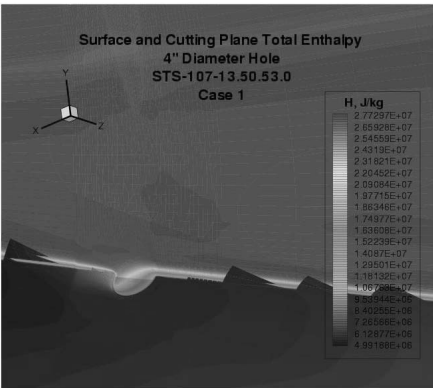 Surface and Cutting Plane Total Enthalpy
4" Diameter Hole
STS-107-13.50.53.0
Case 1
Y
X
Z
H, J/kg
2.77297E+07
2.65928E+07
2.54559E+07
2.4319E+07
2.31821E+07
2.20452E+07
2.09084E+07
1.97715E+07
1.86346E+07
1.74977E+07
1.63608E+07
1.52239E+07
1.4087E+07
1.29501E+07
1.18132E+07
1.06763E+07
9.53944E+06
8.40255E+06
7.26566E+06
6.12877E+06
4.99188E+06